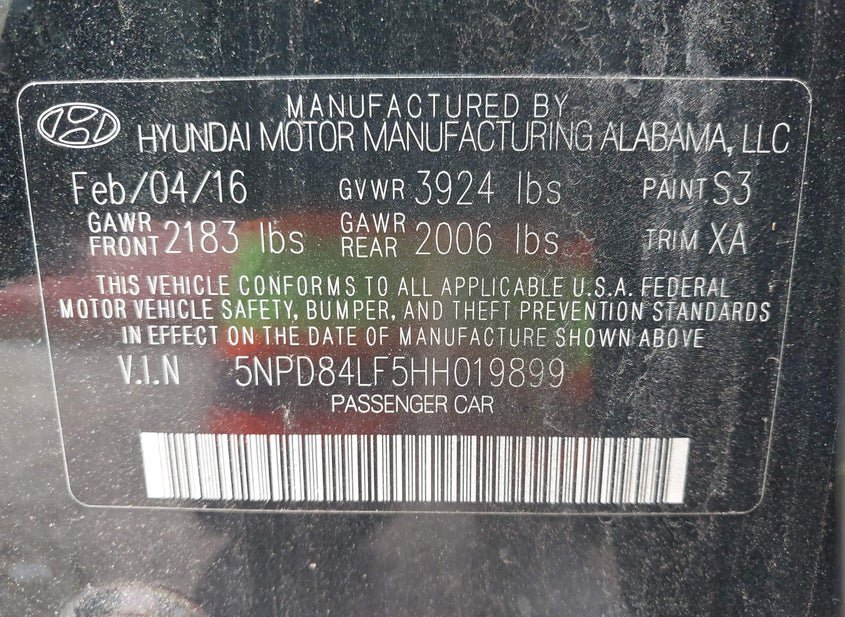 MANUFACTURED BY
HYUNDAI MOTOR MANUFACTURING ALABAMA, LLC
Feb/04/16 GVWR 3924 lbs PAINT S3
GAWR FRONT 2183 lbs GAWR REAR 2006 lbs TRIM XA
THIS VEHICLE CONFORMS TO ALL APPLICABLE U.S.A. FEDERAL
MOTOR VEHICLE SAFETY, BUMPER, AND THEFT PREVENTION STANDARDS
IN EFFECT ON THE DATE OF MANUFACTURE SHOWN ABOVE
V.I.N 5NPD84LF5HH019899
PASSENGER CAR